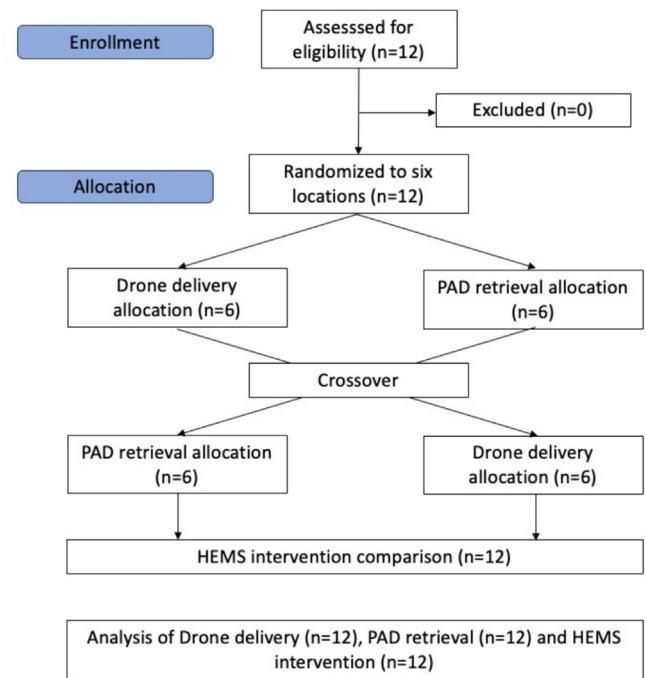 Enrollment
Assesssed for
eligibility (n=12)
Excluded (n=0)
Allocation
Randomized to six
locations (n=12)
Drone delivery
allocation (n=6)
PAD retrieval allocation
(n=6)
Crossover
PAD retrieval allocation
(n=6)
Drone delivery
allocation (n=6)
HEMS intervention comparison (n=12)
Analysis of Drone delivery (n=12), PAD retrieval (n=12) and HEMS
intervention (n=12)